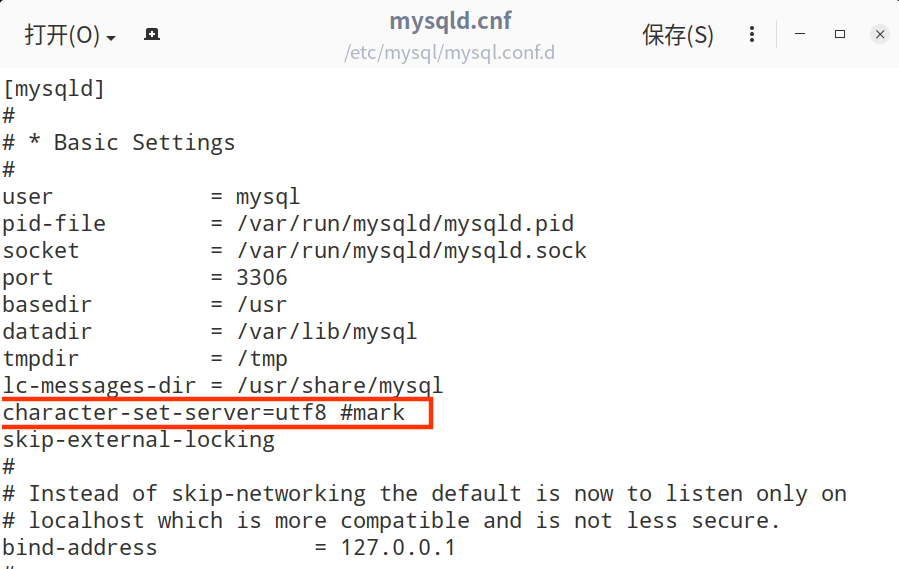 打开(O)
mysqld.cnf
/etc/mysql/mysql.conf.d
保存(S)
[mysqld]
#
# * Basic Settings
#
user = mysql
pid-file = /var/run/mysqld/mysqld.pid
socket = /var/run/mysqld/mysqld.sock
port = 3306
basedir = /usr
datadir = /var/lib/mysql
tmpdir = /tmp
lc-messages-dir = /usr/share/mysql
character-set-server=utf8 #mark
skip-external-locking
#
# Instead of skip-networking the default is now to listen only on
# localhost which is more compatible and is not less secure.
bind-address = 127.0.0.1
#